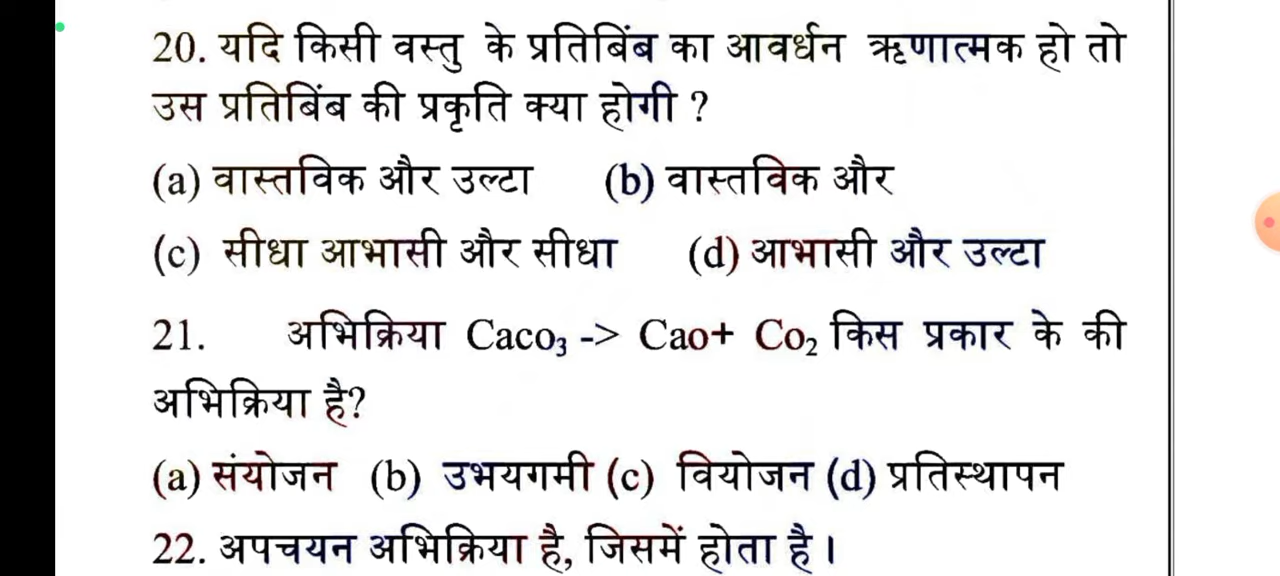 20. यदि किसी वस्तु के प्रतिबिंब का आवर्धन ऋणात्मक हो तो
उस प्रतिबिंब की प्रकृति क्या होगी ?
(a) वास्तविक और उल्टा (b) वास्तविक और
(c) सीधा आभासी और सीधा (d) आभासी और उल्टा
21. अभिक्रिया Caco₃ -> Cao+ Co₂ किस प्रकार के की
अभिक्रिया है?
(a) संयोजन (b) उभयगमी (c) वियोजन (d) प्रतिस्थापन
22. अपचयन अभिक्रिया है, जिसमें होता है।